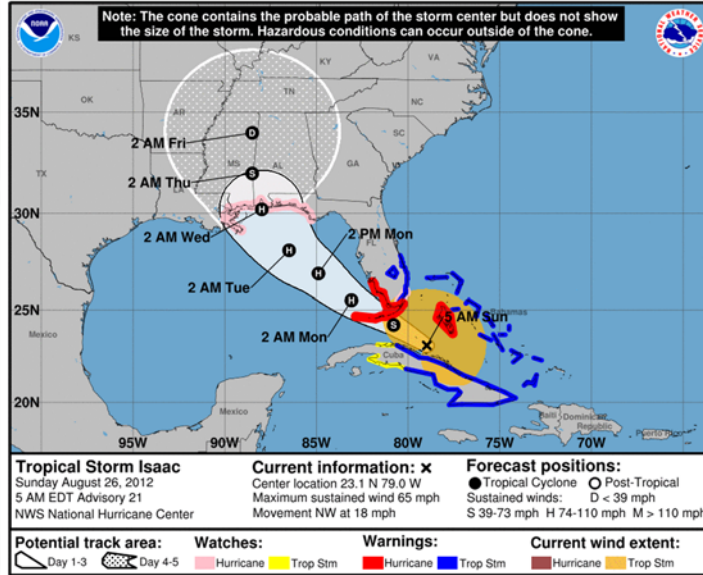 Note: The cone contains the probable path of the storm center but does not show
the size of the storm. Hazardous conditions can occur outside of the cone.
NOAA
KS
KY
VA
OK
TN
NC
35N
AR
2 AM Fri
D
SC
MS
AL
GA
2 AM Thu
S
TX
LA
30N
H
2 AM Wed
2 PM Mon
FL
H
2 AM Tue
H
25N
H
5 AM Sun
Bahamas
S
2 AM Mon
Mexico
Cuba
20N
Mexico
Haiti
Dominican
Republic
Puerto Rico
95W
90W
85W
80W
75W
70W
Tropical Storm Isaac
Sunday August 26, 2012
5 AM EDT Advisory 21
NWS National Hurricane Center
Current information: ×
Center location 23.1 N 79.0 W
Maximum sustained wind 65 mph
Movement NW at 18 mph
Forecast positions:
Tropical Cyclone Post-Tropical
Sustained winds: D < 39 mph
S 39-73 mph H 74-110 mph M > 110 mph
Potential track area:
Day 1-3 Day 4-5
Watches:
Hurricane Trop Stm
Warnings:
Hurricane Trop Stm
Current wind extent:
Hurricane Trop Stm